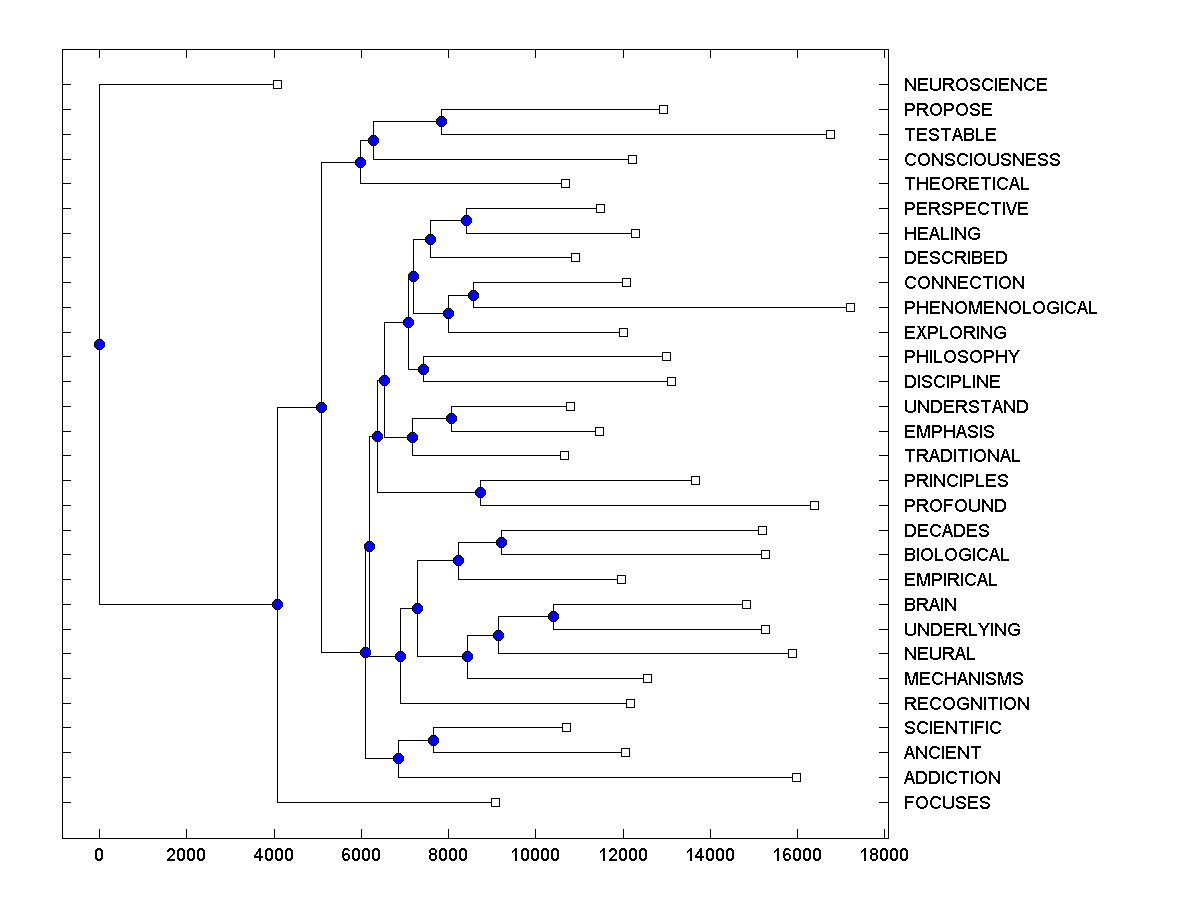 NEUROSCIENCE
PROPOSE
TESTABLE
CONSCIOUSNESS
THEORETICAL
PERSPECTIVE
HEALING
DESCRIBED
CONNECTION
PHENOMENOLOGICAL
EXPLORING
PHILOSOPHY
DISCIPLINE
UNDERSTAND
EMPHASIS
TRADITIONAL
PRINCIPLES
PROFOUND
DECADES
BIOLOGICAL
EMPIRICAL
BRAIN
UNDERLYING
NEURAL
MECHANISMS
RECOGNITION
SCIENTIFIC
ANCIENT
ADDICTION
FOCUSES
0 2000 4000 6000 8000 10000 12000 14000 16000 18000